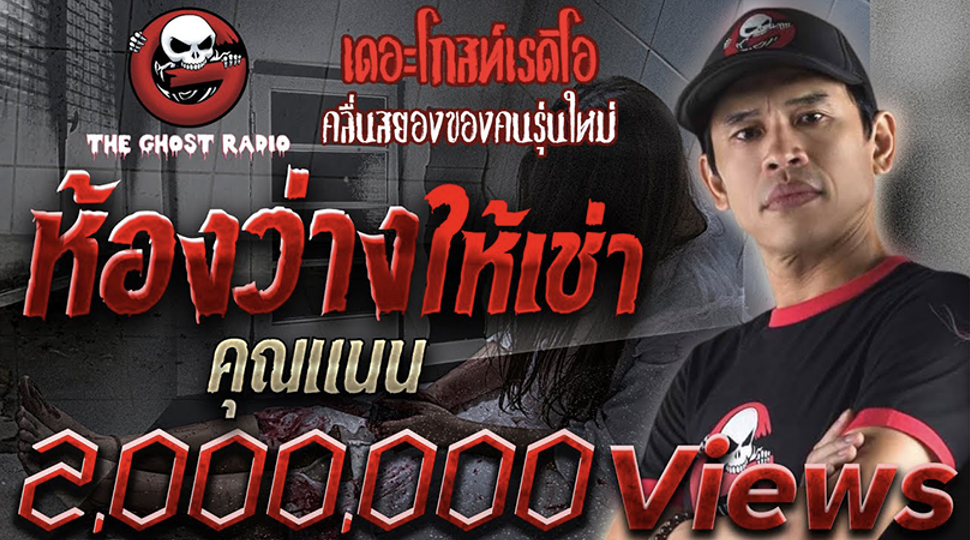 THE GHOST RADIO
เดอะโกสท์เรดิโอ
คลื่นสยองของคนรุ่นใหม่
ห้องว่างให้เช่า
คุณแนน
2,000,000 Views